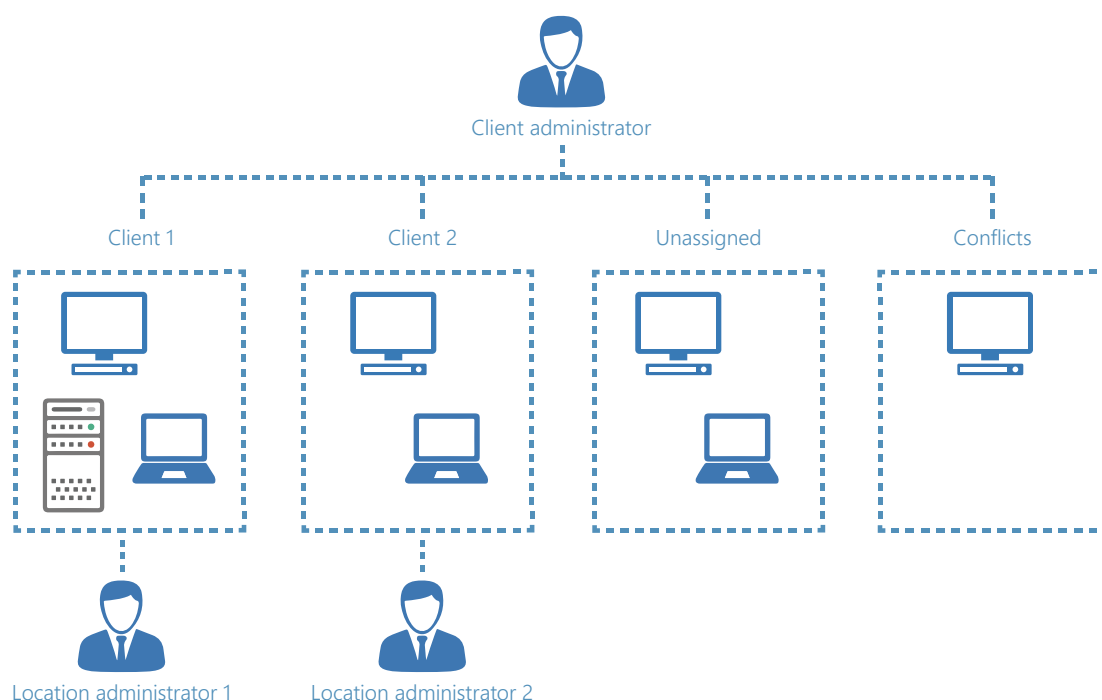 Client administrator
Client 1
Client 2
Unassigned
Conflicts
Location administrator 1
Location administrator 2